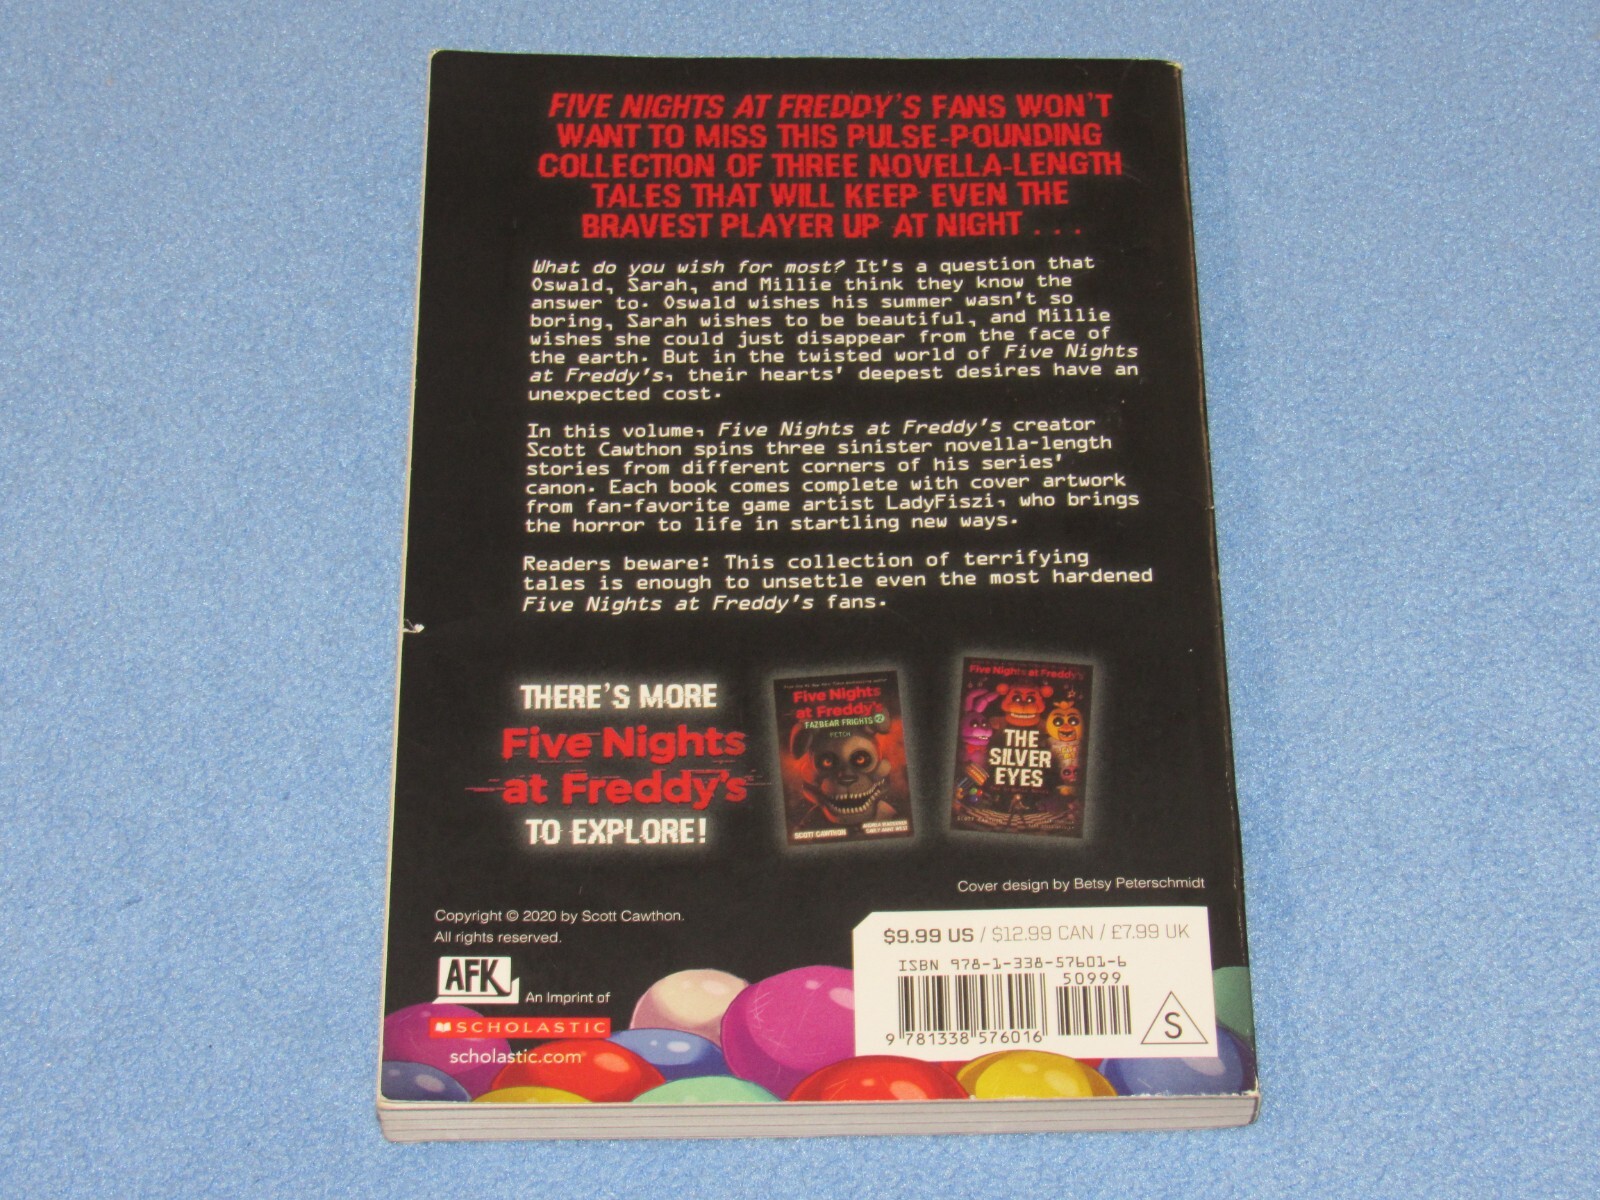 FIVE NIGHTS AT FREDDY'S FANS WON'T
WANT TO MISS THIS PULSE-POUNDING
COLLECTION OF THREE NOVELLA-LENGTH
TALES THAT WILL KEEP EVEN THE
BRAVEST PLAYER UP AT NIGHT . . .
What do you wish for most? It's a question that
Oswald, Sarah, and Millie think they know the
answer to. Oswald wishes his summer wasn't so
boring, Sarah wishes to be beautiful, and Millie
wishes she could just disappear from the face of
the earth. But in the twisted world of Five Nights
at Freddy's, their hearts' deepest desires have an
unexpected cost.
In this volume, Five Nights at Freddy's creator
Scott Cawthon spins three sinister novella-length
stories from different corners of his series'
canon. Each book comes complete with cover artwork
from fan-favorite game artist LadyFiszi, who brings
the horror to life in startling new ways.
Readers beware: This collection of terrifying
tales is enough to unsettle even the most hardened
Five Nights at Freddy's fans.
THERE'S MORE
Five Nights
at Freddy's
TO EXPLORE!
Five Nights
at Freddy's
FAZBEAR FRIGHTS #2
FETCH
SCOTT CAWTHON
Five Nights at Freddy's
THE
SILVER
EYES
Cover design by Betsy Peterschmidt
Copyright © 2020 by Scott Cawthon.
All rights reserved.
AFK
An Imprint of
SCHOLASTIC
scholastic.com
$9.99 US / $12.99 CAN / £7.99 UK
ISBN 978-1-338-57601-6
50999
9 781338 576016
S